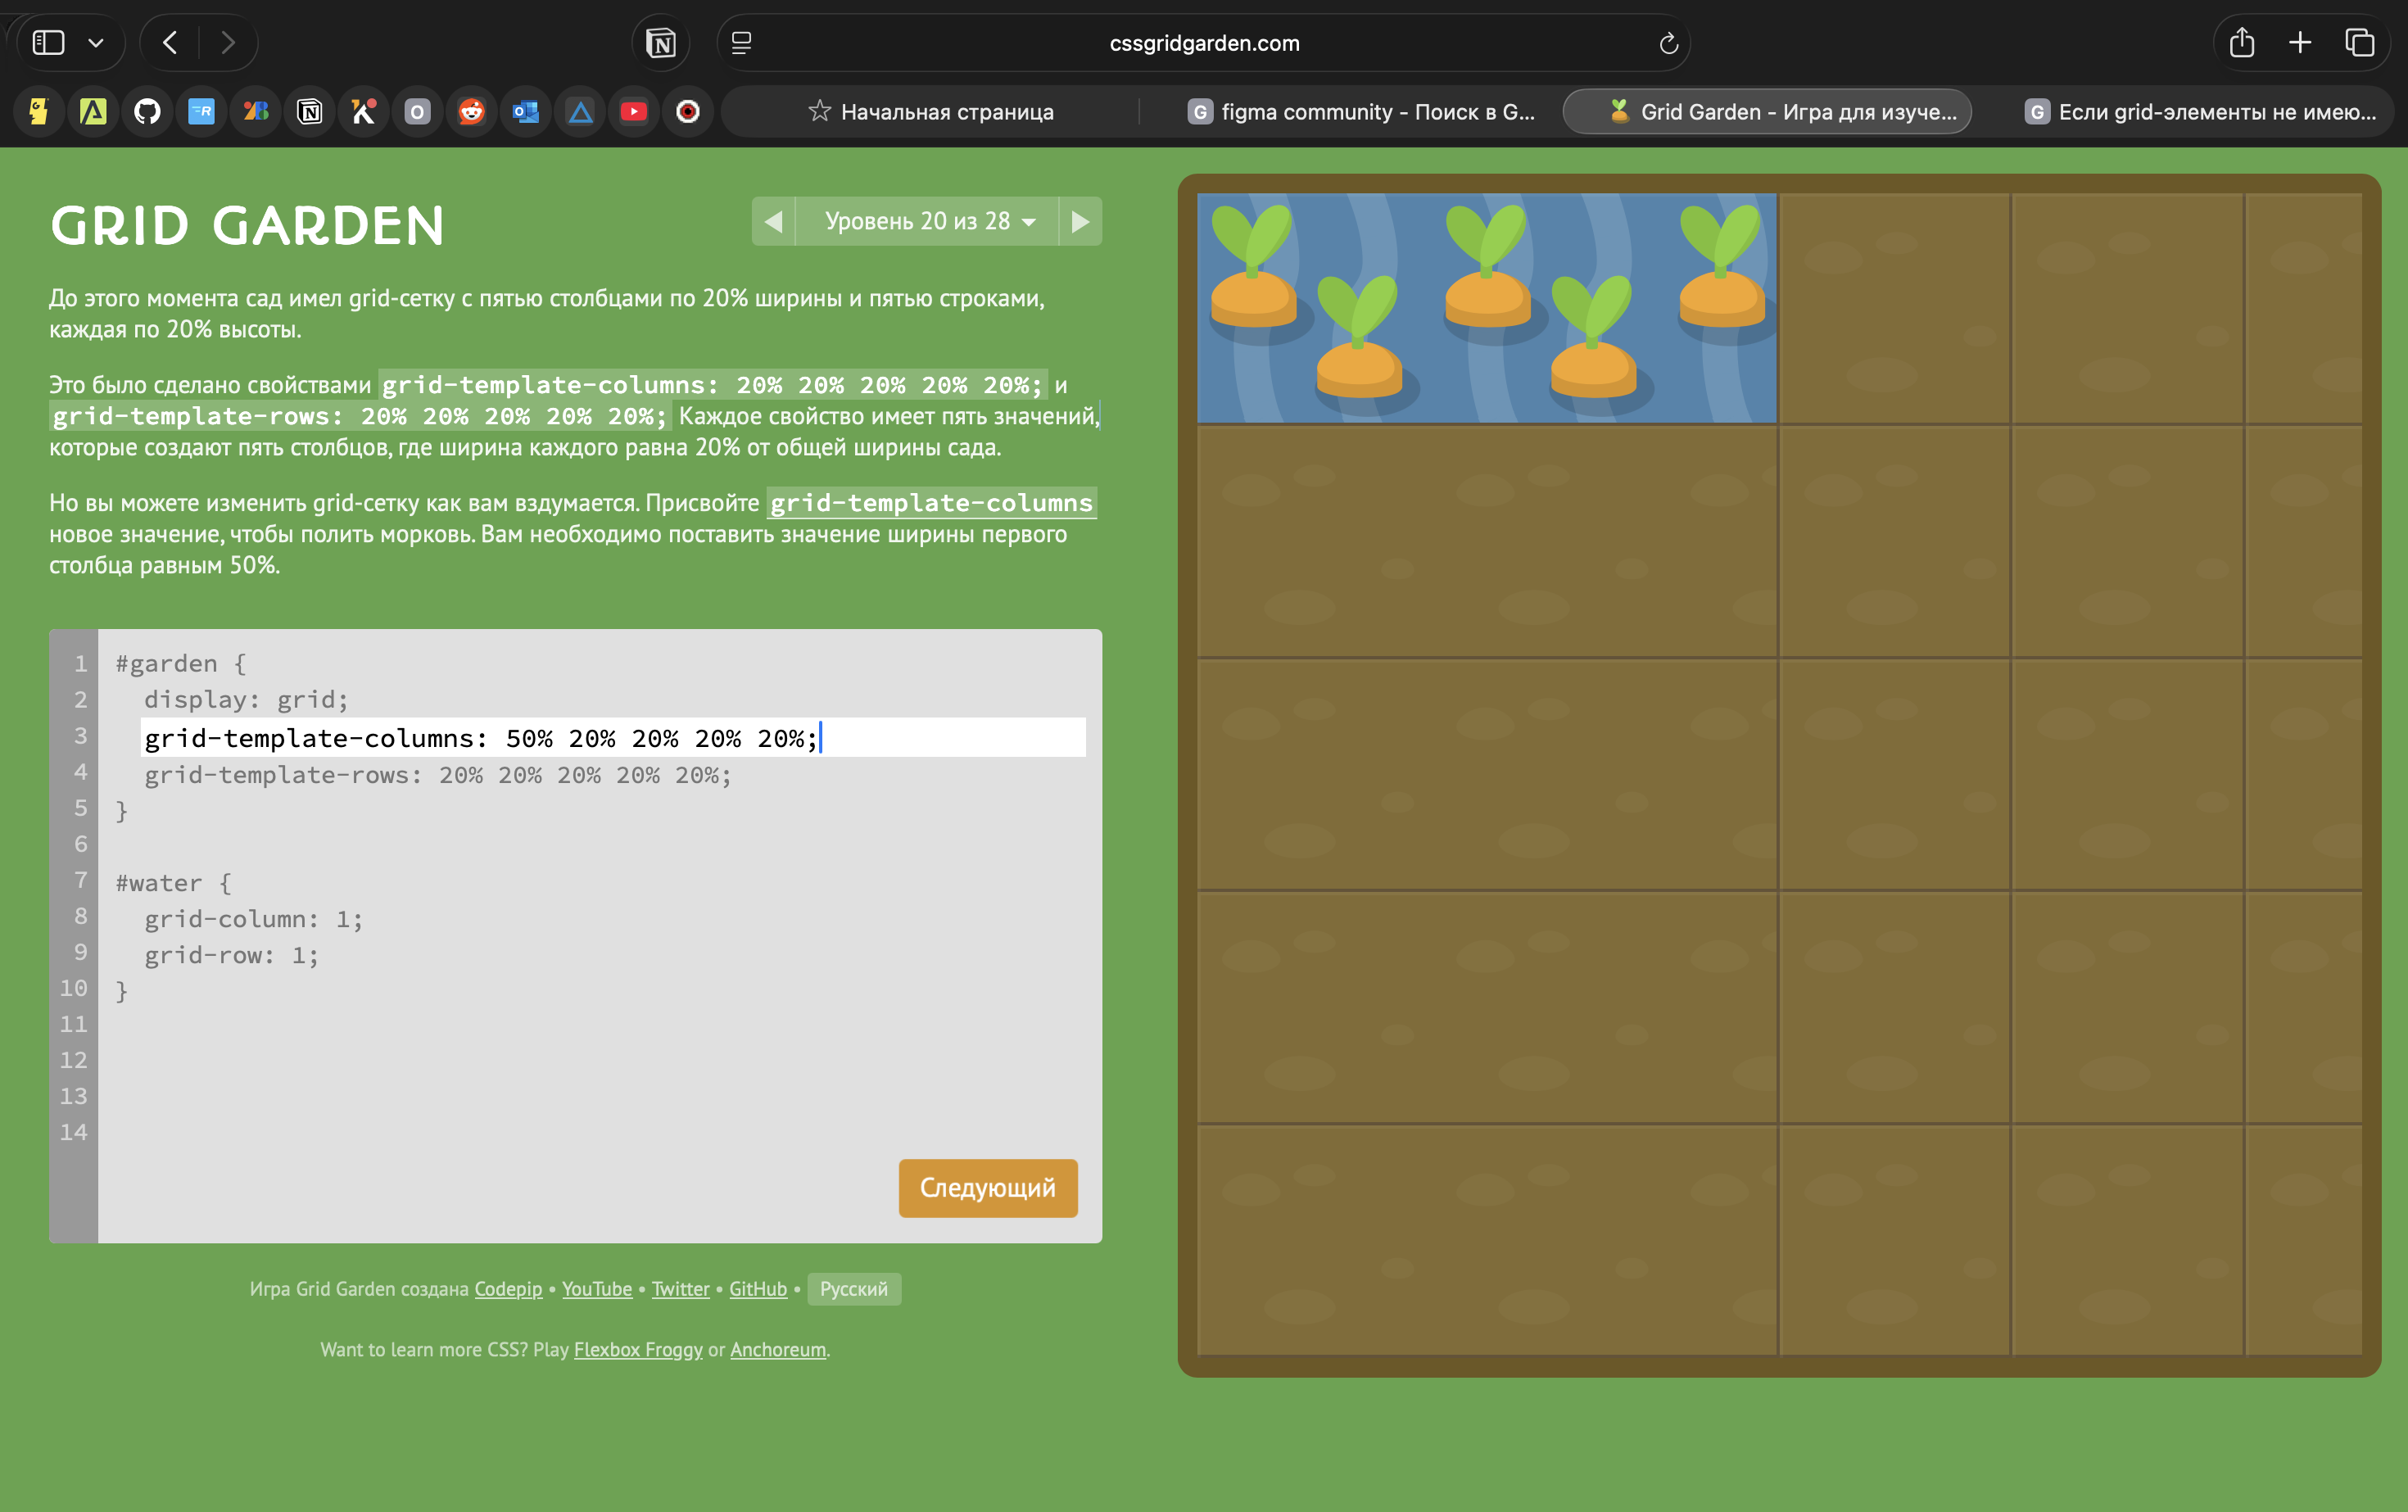 cssgridgarden.com
Начальная страница
figma community - Поиск в G...
Grid Garden - Игра для изуче...
Если grid-элементы не имею...
GRID GARDEN
Уровень 20 из 28
До этого момента сад имел grid-сетку с пятью столбцами по 20% ширины и пятью строками,
каждая по 20% высоты.
Это было сделано свойствами grid-template-columns: 20% 20% 20% 20% 20%; и
grid-template-rows: 20% 20% 20% 20% 20%; Каждое свойство имеет пять значений,
которые создают пять столбцов, где ширина каждого равна 20% от общей ширины сада.
Но вы можете изменить grid-сетку как вам вздумается. Присвойте grid-template-columns
новое значение, чтобы полить морковь. Вам необходимо поставить значение ширины первого
столбца равным 50%.
1 #garden {
2 display: grid;
3 grid-template-columns: 50% 20% 20% 20% 20%;
4 grid-template-rows: 20% 20% 20% 20% 20%;
5 }
6
7 #water {
8 grid-column: 1;
9 grid-row: 1;
10 }
11
12
13
14
Следующий
Игра Grid Garden создана Codepip • YouTube • Twitter • GitHub • Русский
Want to learn more CSS? Play Flexbox Froggy or Anchoreum.